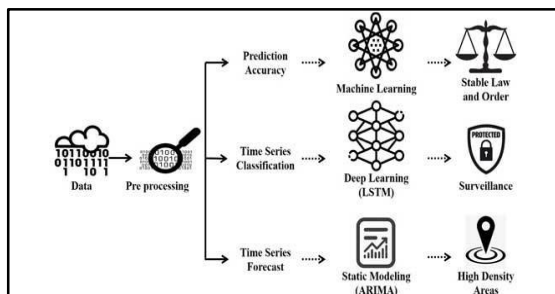 Data
Pre processing
Prediction
Accuracy
Machine Learning
Stable Law
and Order
Time Series
Classification
Deep Learning
(LSTM)
PROTECTED
Surveillance
Time Series
Forecast
Static Modeling
(ARIMA)
High Density
Areas